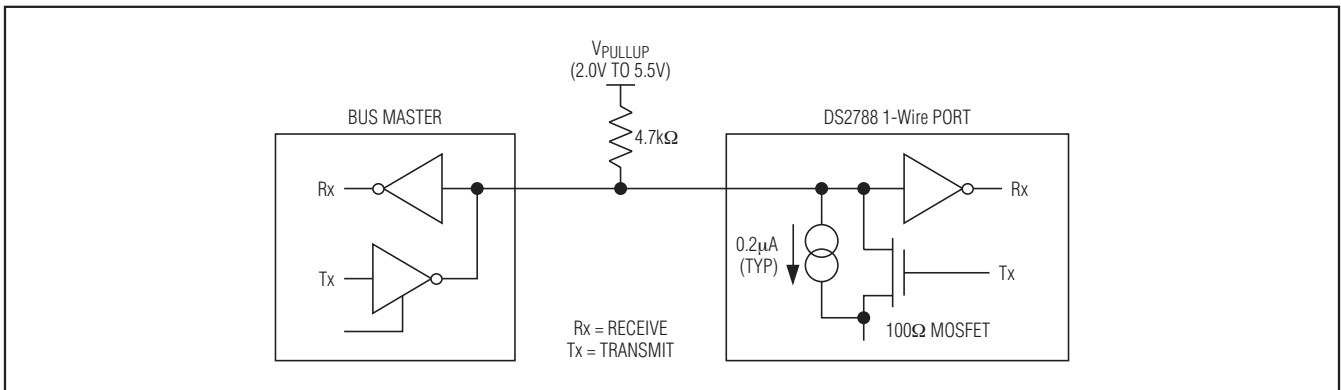 VPULLUP
(2.0V TO 5.5V)
BUS MASTER
DS2788 1-Wire PORT
4.7kΩ
Rx
Rx
0.2μA
(TYP)
Tx
Tx
Rx = RECEIVE
Tx = TRANSMIT
100Ω MOSFET